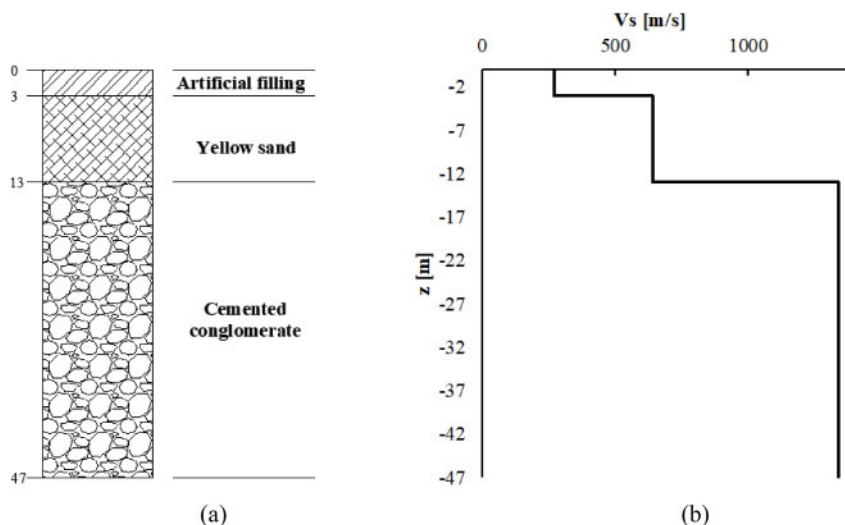 0
3
13
47
Artificial filling
Yellow sand
Cemented
conglomerate
(a)
Vs [m/s]
0 500 1000
z [m]
-2
-7
-12
-17
-22
-27
-32
-37
-42
-47
(b)